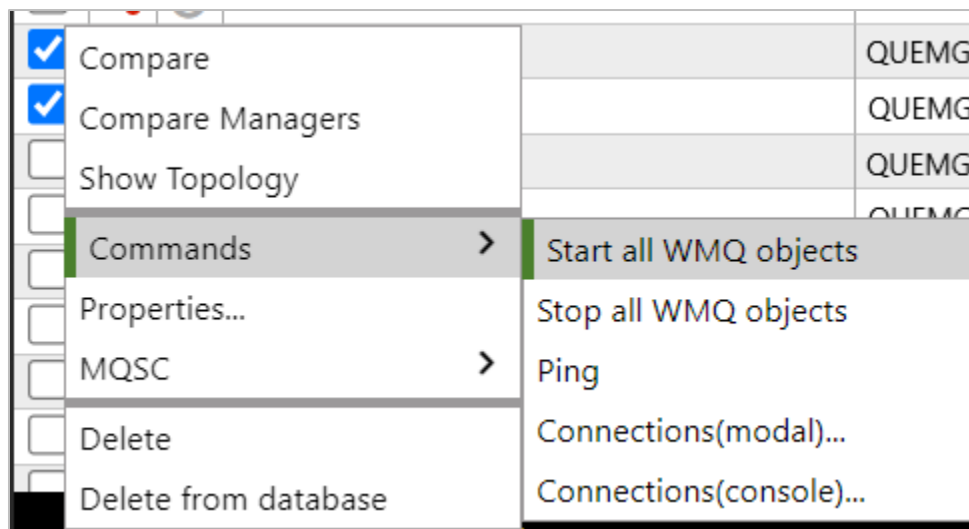 Compare
QUEMG
Compare Managers
QUEMG
Show Topology
QUEMG
QUEMG
Commands
Start all WMQ objects
Properties...
Stop all WMQ objects
MQSC
Ping
Delete
Connections(modal)...
Delete from database
Connections(console)...